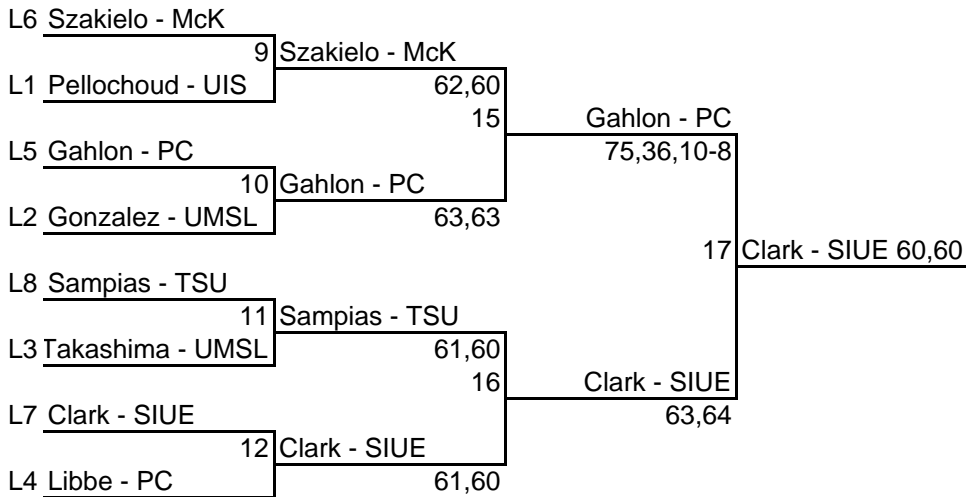 L6 Szakielo - McK
9 Szakielo - McK
L1 Pellochoud - UIS 62,60
15 Gahlon - PC
L5 Gahlon - PC 75,36,10-8
10 Gahlon - PC
L2 Gonzalez - UMSL 63,63
17 Clark - SIUE 60,60
L8 Sampias - TSU
11 Sampias - TSU
L3 Takashima - UMSL 61,60
16 Clark - SIUE
L7 Clark - SIUE 63,64
12 Clark - SIUE
L4 Libbe - PC 61,60